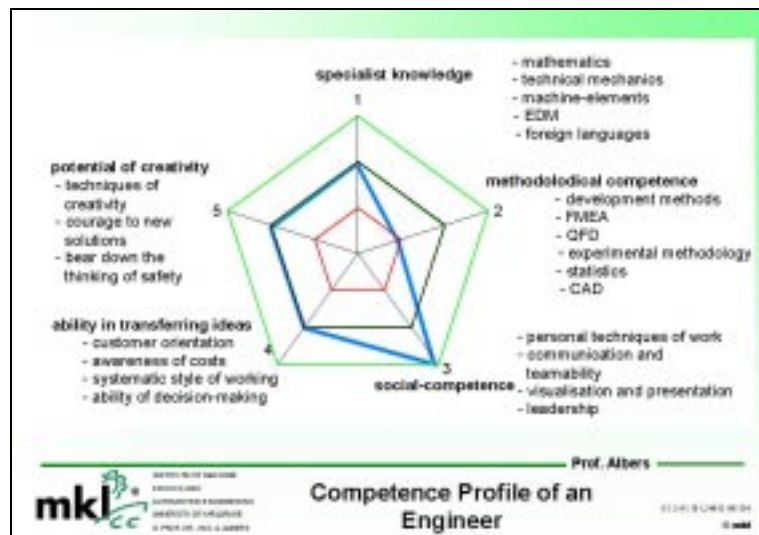 specialist knowledge
1
- mathematics
- technical mechanics
- machine-elements
- EDM
- foreign languages
potential of creativity
- techniques of
creativity
- courage to new
solutions
- bear down the
thinking of safety
5
methodolodical competence
2
- development methods
- FMEA
- QFD
- experimental methodology
- statistics
- CAD
ability in transferring ideas
- customer orientation
- awareness of costs
- systematic style of working
- ability of decision-making
4
3
social-competence
- personal techniques of work
- communication and
teamability
- visualisation and presentation
- leadership
Prof. Albers
mkl
cc
Competence Profile of an
Engineer
© mkl